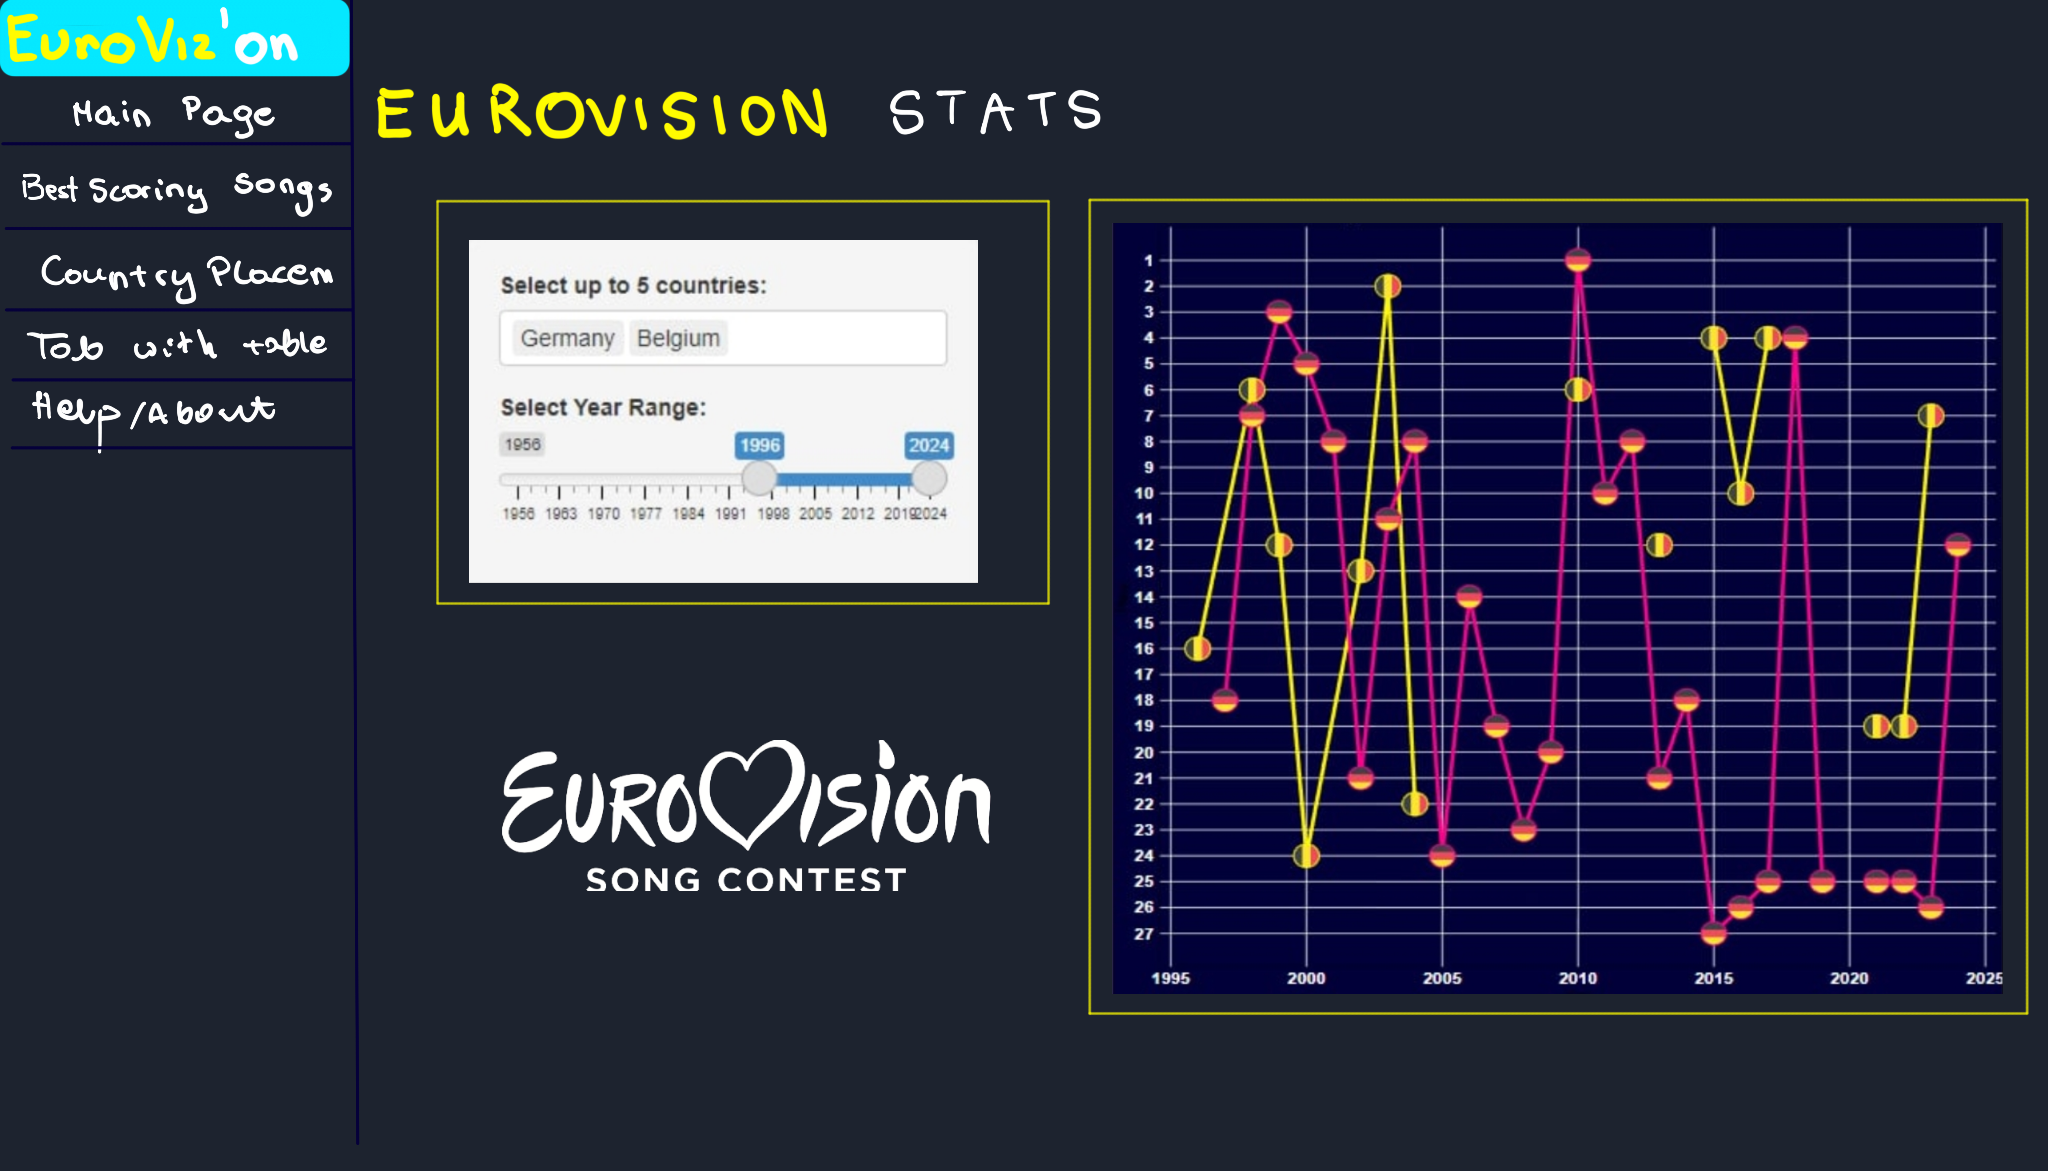 EuroViz'on
Main Page
Best Scoriny Songs
Country Placem
Tab with table
Help/About
EUROVISION STATS
Select up to 5 countries:
Germany Belgium
Select Year Range:
1956 1996 2024
1956 1963 1970 1977 1984 1991 1998 2005 2012 2019 2024
EUROVISION
SONG CONTEST
1
2
3
4
5
6
7
8
9
10
11
12
13
14
15
16
17
18
19
20
21
22
23
24
25
26
27
1995 2000 2005 2010 2015 2020 2025